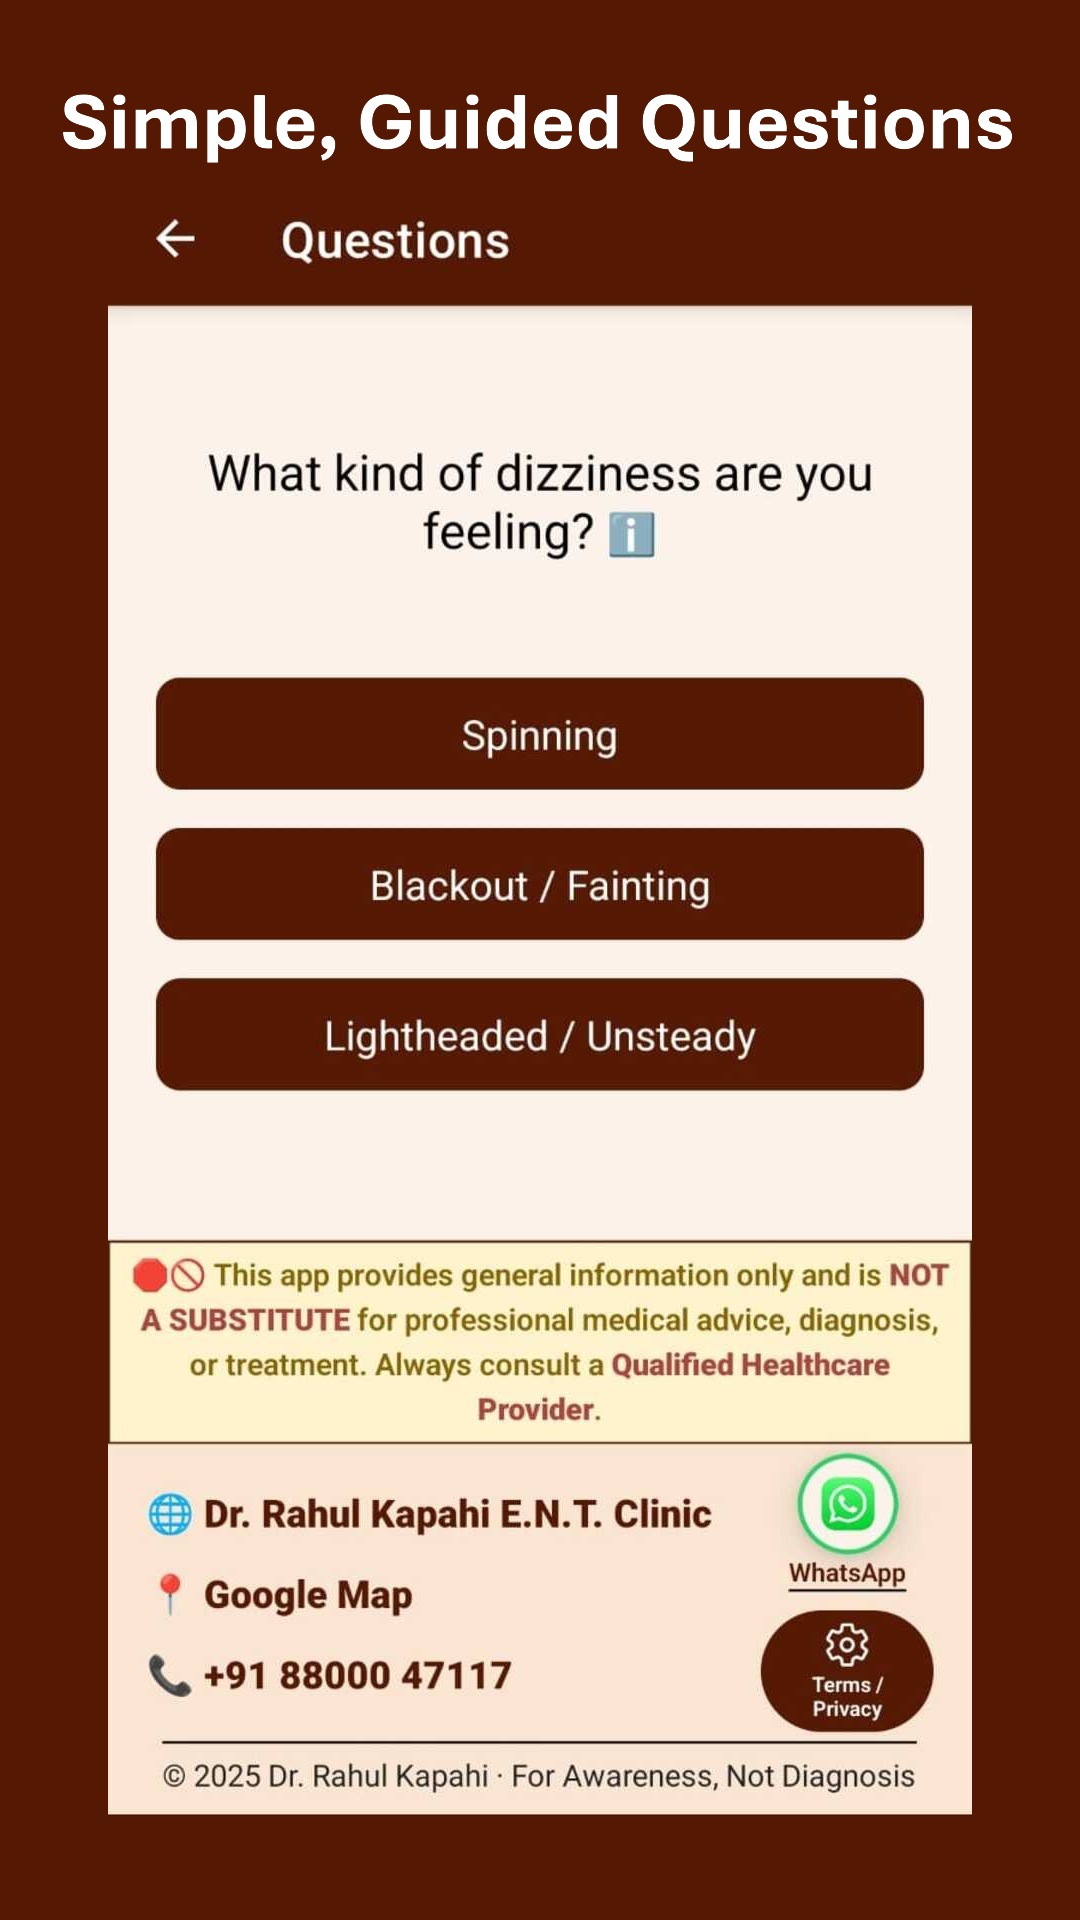 Simple, Guided Questions
← Questions
What kind of dizziness are you
feeling? ℹ️
Spinning
Blackout / Fainting
Lightheaded / Unsteady
🛑🚫 This app provides general information only and is NOT
A SUBSTITUTE for professional medical advice, diagnosis,
or treatment. Always consult a Qualified Healthcare
Provider.
🌐 Dr. Rahul Kapahi E.N.T. Clinic
📍 Google Map
📞 +91 88000 47117
WhatsApp
Terms /
Privacy
© 2025 Dr. Rahul Kapahi · For Awareness, Not Diagnosis